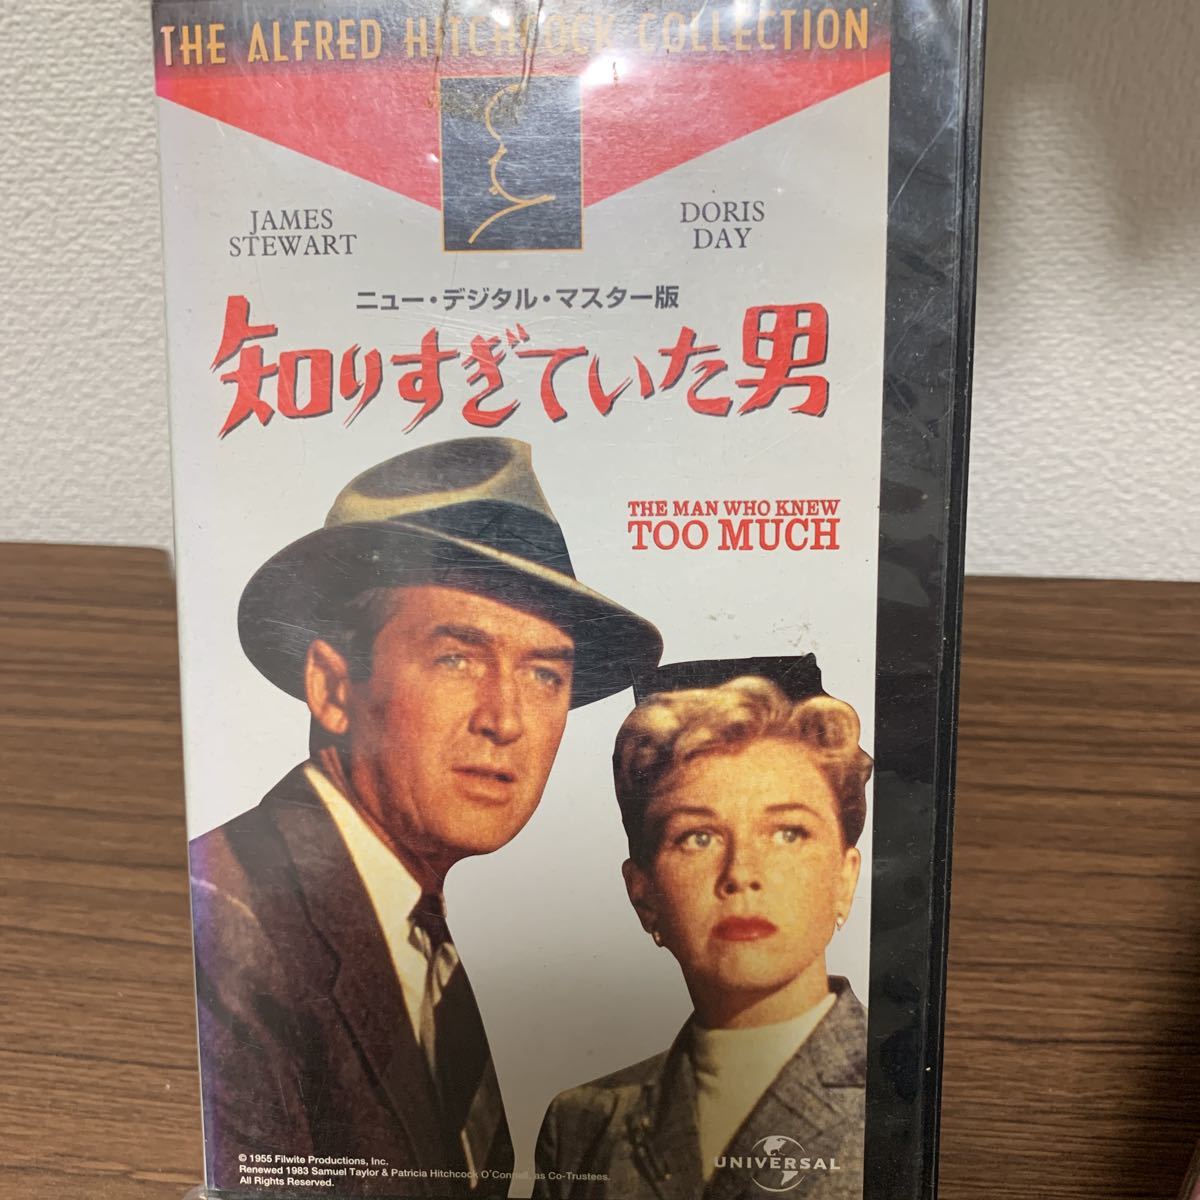 THE ALFRED HITCHCOCK COLLECTION
JAMES
STEWART
DORIS
DAY
ニュー・デジタル・マスター版
知りすぎていた男
THE MAN WHO KNEW
TOO MUCH
© 1955 Filwite Productions, Inc.
Renewed 1983 Samuel Taylor & Patricia Hitchcock O'Connell, as Co-Trustees.
All Rights Reserved.
UNIVERSAL